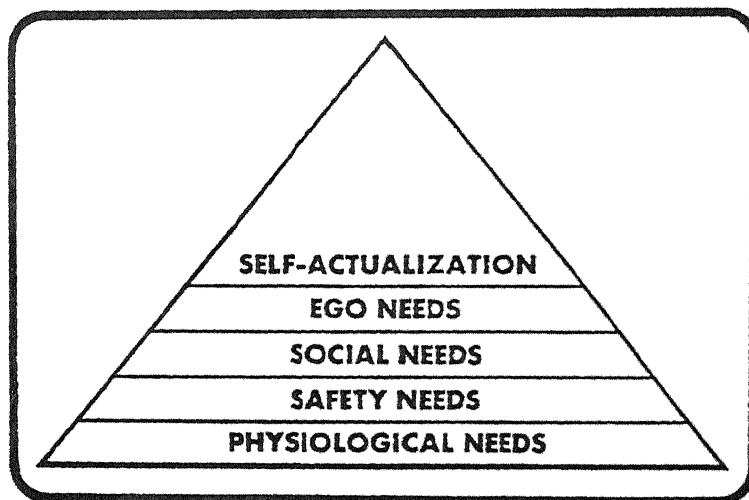 SELF-ACTUALIZATION
EGO NEEDS
SOCIAL NEEDS
SAFETY NEEDS
PHYSIOLOGICAL NEEDS